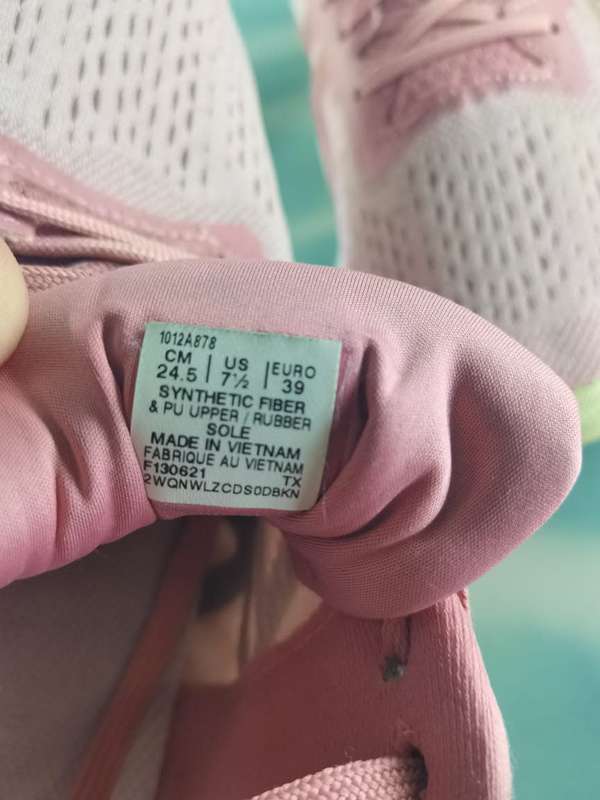 1012A878
CM US EURO
24.5 7½ 39
SYNTHETIC FIBER
& PU UPPER / RUBBER
SOLE
MADE IN VIETNAM
FABRIQUE AU VIETNAM
F130621 TX
2WQNWLZCDS0DBKN